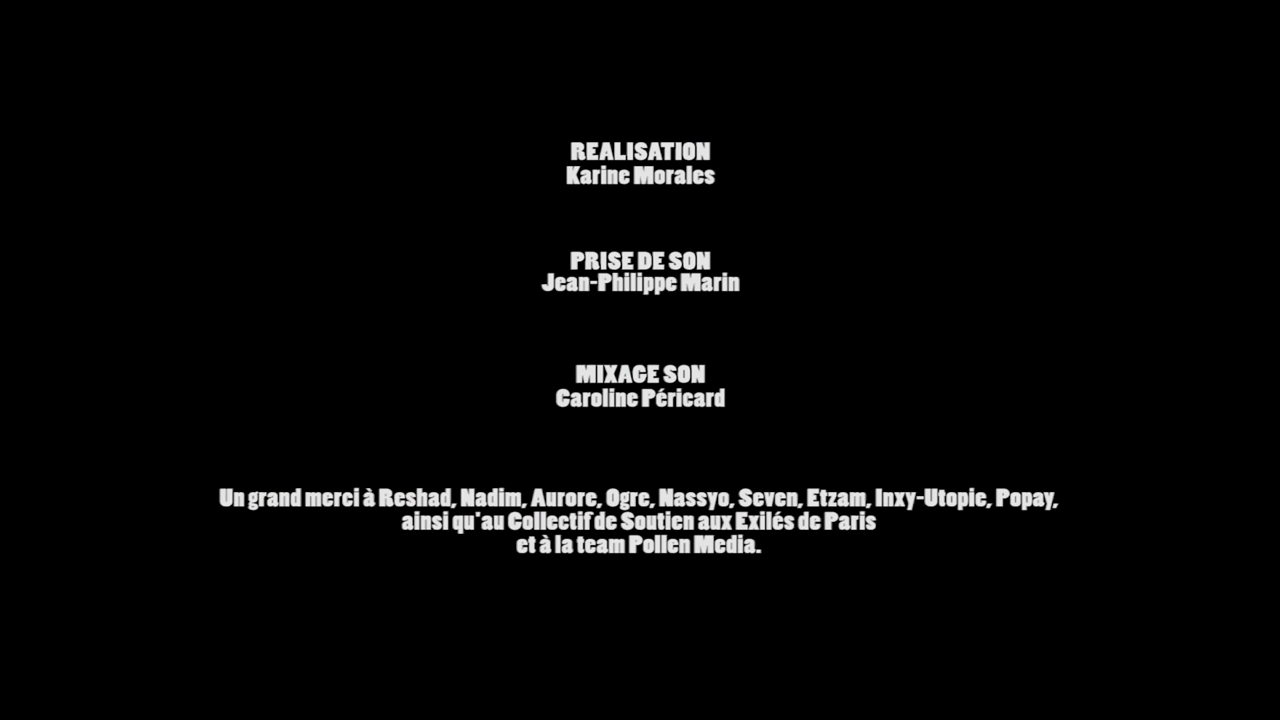 REALISATION
Karine Morales
PRISE DE SON
Jean-Philippe Marin
MIXAGE SON
Caroline Péricard
Un grand merci à Reshad, Nadim, Aurore, Ogre, Nassyo, Seven, Etzam, Inxy-Utopie, Popay,
ainsi qu'au Collectif de Soutien aux Exilés de Paris
et à la team Pollen Media.